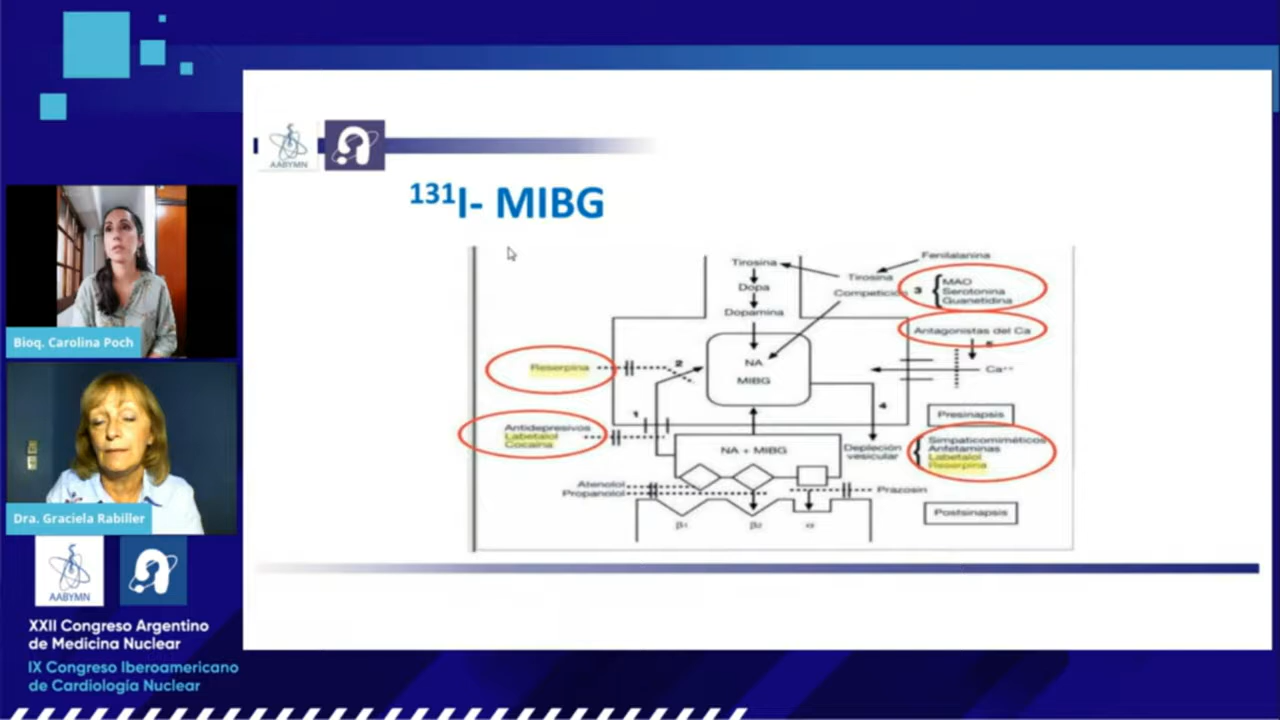 AABYMN
131I- MIBG
Tirosina
Dopa
Dopamina
Tirosina
Fenilalanina
Competición
3
MAO
Serotonina
Guanetidina
Antagonistas del Ca
5
Ca++
Reserpina
2
NA
MIBG
Antidepresivos
Labetalol
Cocaína
1
4
Presinapsis
NA + MIBG
Depleción
vesicular
Simpaticomiméticos
Anfetaminas
Labetalol
Reserpina
Atenolol
Propanolol
Prazosin
β1
β2
α
Postsinapsis
Bioq. Carolina Poch
Dra. Graciela Rabiller
AABYMN
XXII Congreso Argentino
de Medicina Nuclear
IX Congreso Iberoamericano
de Cardiología Nuclear